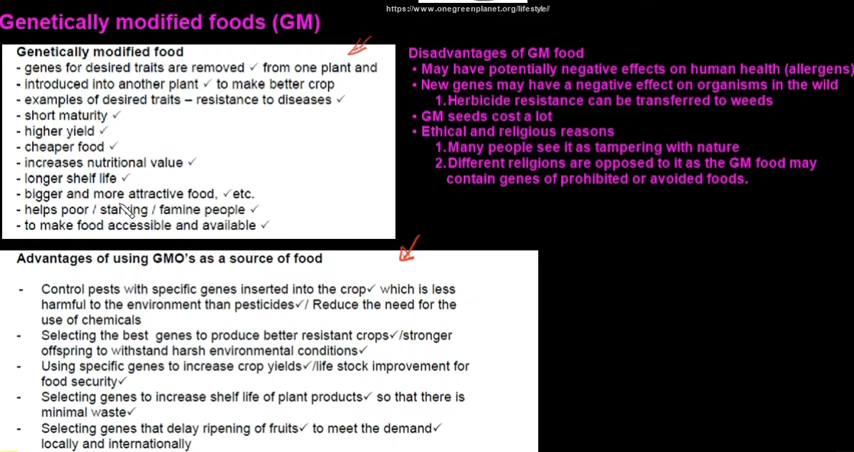 https://www.onegreenplanet.org/lifestyle/
Genetically modified foods (GM)
Genetically modified food
- genes for desired traits are removed ✓ from one plant and
- introduced into another plant ✓ to make better crop
- examples of desired traits – resistance to diseases ✓
- short maturity ✓
- higher yield ✓
- cheaper food ✓
- increases nutritional value ✓
- longer shelf life ✓
- bigger and more attractive food, ✓etc.
- helps poor / starving / famine people ✓
- to make food accessible and available ✓
Disadvantages of GM food
• May have potentially negative effects on human health (allergens)
• New genes may have a negative effect on organisms in the wild
1.Herbicide resistance can be transferred to weeds
• GM seeds cost a lot
• Ethical and religious reasons
1.Many people see it as tampering with nature
2.Different religions are opposed to it as the GM food may
contain genes of prohibited or avoided foods.
Advantages of using GMO's as a source of food
- Control pests with specific genes inserted into the crop✓ which is less
harmful to the environment than pesticides✓/ Reduce the need for the
use of chemicals
- Selecting the best genes to produce better resistant crops✓/stronger
offspring to withstand harsh environmental conditions✓
- Using specific genes to increase crop yields✓/life stock improvement for
food security✓
- Selecting genes to increase shelf life of plant products✓ so that there is
minimal waste✓
- Selecting genes that delay ripening of fruits✓ to meet the demand✓
locally and internationally